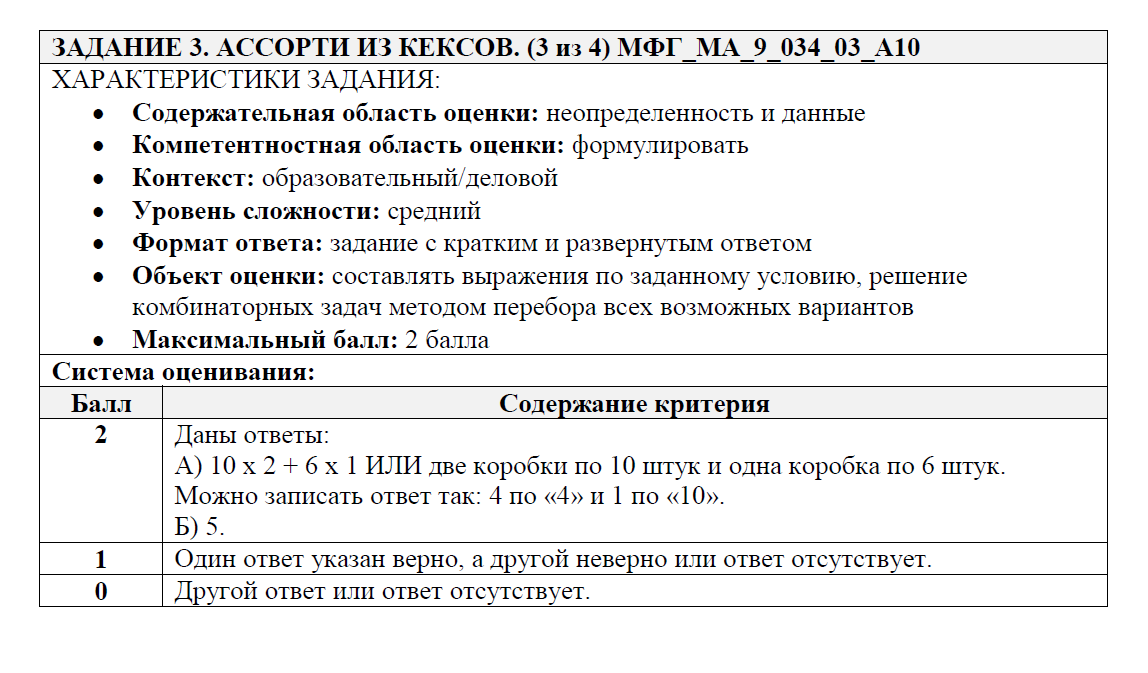 ЗАДАНИЕ 3. АССОРТИ ИЗ КЕКСОВ. (3 из 4) МФГ_МА_9_034_03_А10
ХАРАКТЕРИСТИКИ ЗАДАНИЯ:
• Содержательная область оценки: неопределенность и данные
• Компетентностная область оценки: формулировать
• Контекст: образовательный/деловой
• Уровень сложности: средний
• Формат ответа: задание с кратким и развернутым ответом
• Объект оценки: составлять выражения по заданному условию, решение
комбинаторных задач методом перебора всех возможных вариантов
• Максимальный балл: 2 балла
Система оценивания:
Балл Содержание критерия
2 Даны ответы:
А) 10 х 2 + 6 х 1 ИЛИ две коробки по 10 штук и одна коробка по 6 штук.
Можно записать ответ так: 4 по «4» и 1 по «10».
Б) 5.
1 Один ответ указан верно, а другой неверно или ответ отсутствует.
0 Другой ответ или ответ отсутствует.